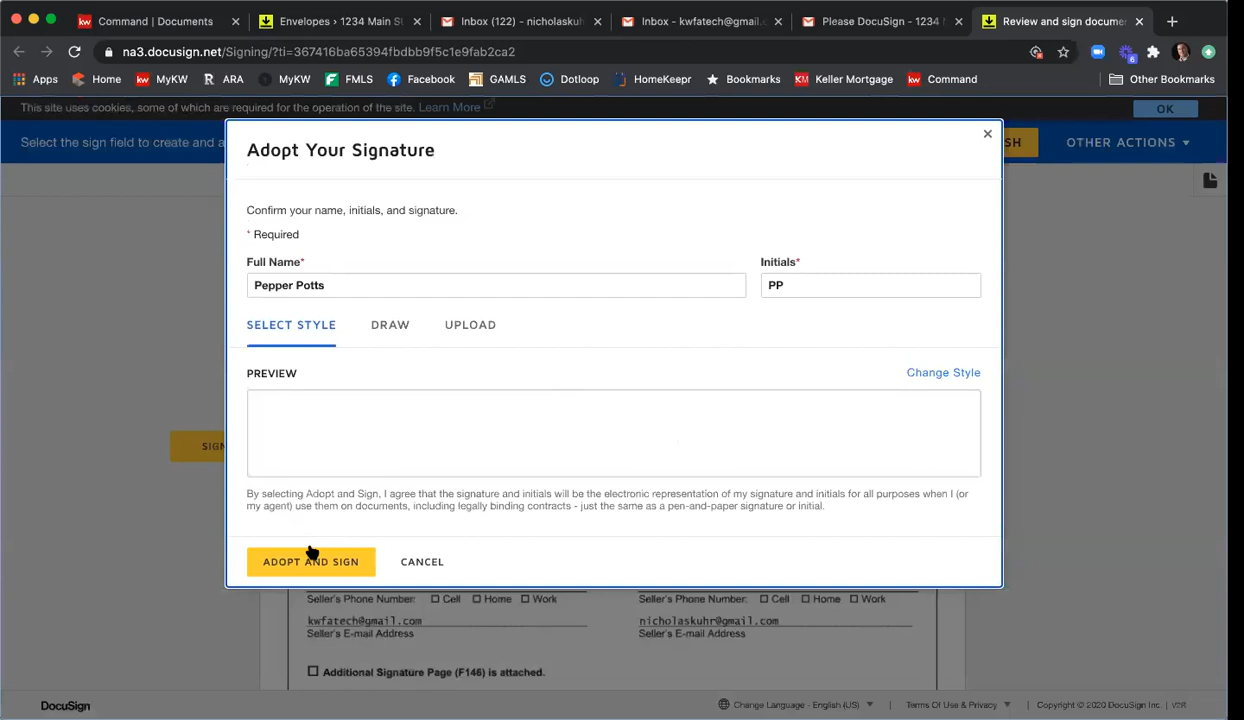 Command | Documents
Envelopes › 1234 Main St
Inbox (122) - nicholaskuh
Inbox - kwfatech@gmail.c
Please DocuSign - 1234
Review and sign docume
na3.docusign.net/Signing/?ti=367416ba65394fbdbb9f5c1e9fab2ca2
6
Apps
Home
kw MyKW
R ARA
MyKW
F FMLS
Facebook
GAMLS
Dotloop
HomeKeepr
Bookmarks
KM Keller Mortgage
kw Command
Other Bookmarks
This site uses cookies, some of which are required for the operation of the site. Learn More
OK
Select the sign field to create and a
SH
OTHER ACTIONS
Adopt Your Signature
×
Confirm your name, initials, and signature.
* Required
Full Name*
Initials*
Pepper Potts
PP
SELECT STYLE
DRAW
UPLOAD
PREVIEW
Change Style
SIGN
By selecting Adopt and Sign, I agree that the signature and initials will be the electronic representation of my signature and initials for all purposes when I (or
my agent) use them on documents, including legally binding contracts - just the same as a pen-and-paper signature or initial.
ADOPT AND SIGN
CANCEL
Seller's Phone Number: Cell Home Work
Seller's Phone Number: Cell Home Work
kwfatech@gmail.com
nicholaskuhr@gmail.com
Seller's E-mail Address
Seller's E-mail Address
Additional Signature Page (F146) is attached.
DocuSign
Change Language - English (US)
Terms Of Use & Privacy
Copyright © 2020 DocuSign Inc.